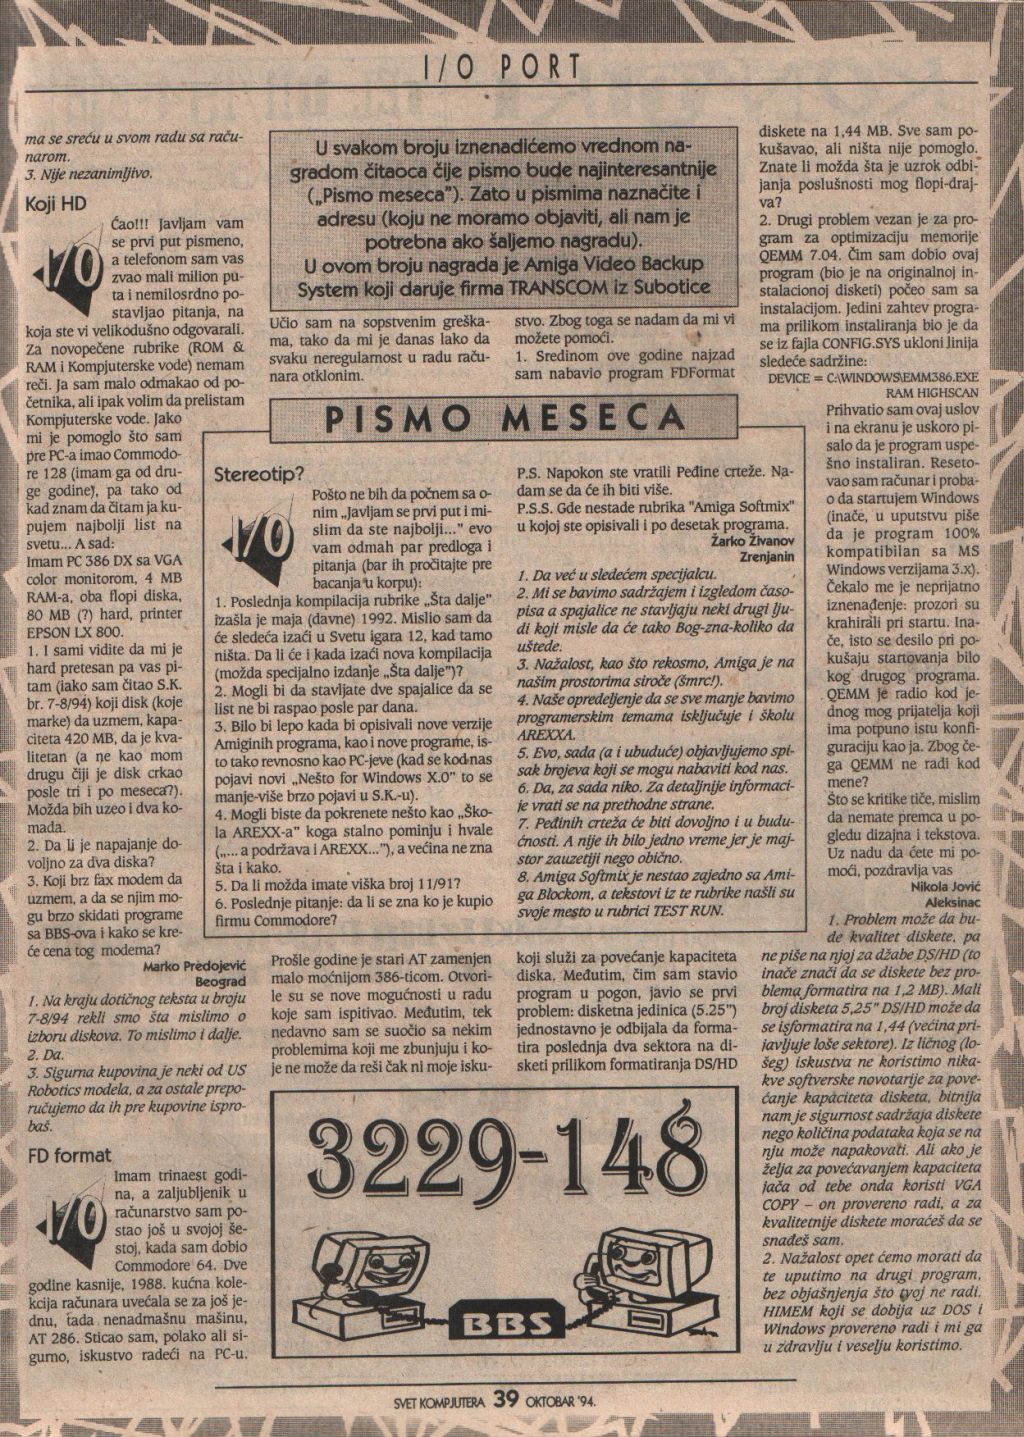 I/O PORT
ma se sreću u svom radu sa raču-
narom.
3. Nije nezanimljivo.
Koji HD
I/O
Ćao!!! Javljam vam
se prvi put pismeno,
a telefonom sam vas
zvao mali milion pu-
ta i nemilosrdno po-
stavljao pitanja, na
koja ste vi velikodušno odgovarali.
Za novopečene rubrike (ROM &
RAM i Kompjuterske vode) nemam
reči. Ja sam malo odmakao od po-
četnika, ali ipak volim da prelistam
Kompjuterske vode. Jako
mi je pomoglo što sam
pre PC-a imao Commodo-
re 128 (imam ga od dru-
ge godine), pa tako od
kad znam da čitam ja ku-
pujem najbolji list na
svetu... A sad:
Imam PC 386 DX sa VGA
color monitorom, 4 MB
RAM-a, oba flopi diska,
80 MB (?) hard, printer
EPSON LX 800.
1. I sami vidite da mi je
hard pretesan pa vas pi-
tam (iako sam čitao S.K.
br. 7-8/94) koji disk (koje
marke) da uzmem, kapa-
citeta 420 MB, da je kva-
litetan (a ne kao mom
drugu čiji je disk crkao
posle tri i po meseca?).
Možda bih uzeo i dva ko-
mada.
2. Da li je napajanje do-
voljno za dva diska?
3. Koji brz fax modem da
uzmem, a da se njim mo-
gu brzo skidati programe
sa BBS-ova i kako se kre-
će cena tog modema?
Marko Predojević
Beograd
1. Na kraju dotičnog teksta u broju
7-8/94 rekli smo šta mislimo o
izboru diskova. To mislimo i dalje.
2. Da.
3. Sigurna kupovina je neki od US
Robotics modela, a za ostale prepo-
ručujemo da ih pre kupovine ispro-
baš.
FD format
I/O
Imam trinaest godi-
na, a zaljubljenik u
računarstvo sam po-
stao još u svojoj še-
stoj, kada sam dobio
Commodore 64. Dve
godine kasnije, 1988. kućna kole-
kcija računara uvećala se za još je-
dnu, tada nenadmašnu mašinu,
AT 286. Sticao sam, polako ali si-
gurno, iskustvo radeći na PC-u.
U svakom broju iznenadićemo vrednom na-
gradom čitaoca čije pismo bude najinteresantnije
(„Pismo meseca"). Zato u pismima naznačite i
adresu (koju ne moramo objaviti, ali nam je
potrebna ako šaljemo nagradu).
U ovom broju nagrada je Amiga Video Backup
System koji daruje firma TRANSCOM iz Subotice
Učio sam na sopstvenim greška-
ma, tako da mi je danas lako da
svaku neregularnost u radu raču-
nara otklonim.
PISMO MESECA
Stereotip?
I/O
Pošto ne bih da počnem sa o-
nim „Javljam se prvi put i mi-
slim da ste najbolji..." evo
vam odmah par predloga i
pitanja (bar ih pročitajte pre
bacanja u korpu):
1. Poslednja kompilacija rubrike „Šta dalje"
izašla je maja (davne) 1992. Mislio sam da
će sledeća izaći u Svetu igara 12, kad tamo
ništa. Da li će i kada izaći nova kompilacija
(možda specijalno izdanje „Šta dalje")?
2. Mogli bi da stavljate dve spajalice da se
list ne bi raspao posle par dana.
3. Bilo bi lepo kada bi opisivali nove verzije
Amiginih programa, kao i nove programe, is-
to tako revnosno kao PC-jeve (kad se kod nas
pojavi novi „Nešto for Windows X.0" to se
manje-više brzo pojavi u S.K.-u).
4. Mogli biste da pokrenete nešto kao „Ško-
la AREXX-a" koga stalno pominju i hvale
(„... a podržava i AREXX..."), a većina ne zna
šta i kako.
5. Da li možda imate viška broj 11/91?
6. Poslednje pitanje: da li se zna ko je kupio
firmu Commodore?
P.S. Napokon ste vratili Peđine crteže. Na-
dam se da će ih biti više.
P.S.S. Gde nestade rubrika "Amiga Softmix"
u kojoj ste opisivali i po desetak programa.
Žarko Živanov
Zrenjanin
1. Da već u sledećem specijalcu.
2. Mi se bavimo sadržajem i izgledom časo-
pisa a spajalice ne stavljaju neki drugi lju-
di koji misle da će tako Bog-zna-koliko da
uštede.
3. Nažalost, kao što rekosmo, Amiga je na
našim prostorima siroče (šmrc!).
4. Naše opredeljenje da se sve manje bavimo
programerskim temama isključuje i školu
AREXXA.
5. Evo, sada (a i ubuduće) objavljujemo spi-
sak brojeva koji se mogu nabaviti kod nas.
6. Da, za sada niko. Za detaljnije informaci-
je vrati se na prethodne strane.
7. Peđinih crteža će biti dovoljno i u budu-
ćnosti. A nije ih bilo jedno vreme jer je maj-
stor zauzetiji nego obično.
8. Amiga Softmix je nestao zajedno sa Ami-
ga Blockom, a tekstovi iz te rubrike našli su
svoje mesto u rubrici TEST RUN.
Prošle godine je stari AT zamenjen
malo moćnijom 386-ticom. Otvori-
le su se nove mogućnosti u radu
koje sam ispitivao. Međutim, tek
nedavno sam se suočio sa nekim
problemima koji me zbunjuju i ko-
je ne može da reši čak ni moje isku-
stvo. Zbog toga se nadam da mi vi
možete pomoći.
1. Sredinom ove godine najzad
sam nabavio program FDFormat
koji služi za povećanje kapaciteta
diska. Međutim, čim sam stavio
program u pogon, javio se prvi
problem: disketna jedinica (5.25")
jednostavno je odbijala da forma-
tira poslednja dva sektora na di-
sketi prilikom formatiranja DS/HD
diskete na 1,44 MB. Sve sam po-
kušavao, ali ništa nije pomoglo.
Znate li možda šta je uzrok odbi-
janja poslušnosti mog flopi-draj-
va?
2. Drugi problem vezan je za pro-
gram za optimizaciju memorije
QEMM 7.04. Čim sam dobio ovaj
program (bio je na originalnoj in-
stalacionoj disketi) počeo sam sa
instalacijom. Jedini zahtev progra-
ma prilikom instaliranja bio je da
se iz fajla CONFIG.SYS ukloni linija
sledeće sadržine:
DEVICE = C:\WINDOWS\EMM386.EXE
RAM HIGHSCAN
Prihvatio sam ovaj uslov
i na ekranu je uskoro pi-
salo da je program uspe-
šno instaliran. Reseto-
vao sam računar i proba-
o da startujem Windows
(inače, u uputstvu piše
da je program 100%
kompatibilan sa MS
Windows verzijama 3.x).
Čekalo me je neprijatno
iznenađenje: prozori su
krahirali pri startu. Ina-
če, isto se desilo pri po-
kušaju startovanja bilo
kog drugog programa.
QEMM je radio kod je-
dnog mog prijatelja koji
ima potpuno istu konfi-
guraciju kao ja. Zbog če-
ga QEMM ne radi kod
mene?
Što se kritike tiče, mislim
da nemate premca u po-
gledu dizajna i tekstova.
Uz nadu da ćete mi po-
moći, pozdravlja vas
Nikola Jović
Aleksinac
1. Problem može da bu-
de kvalitet diskete, pa
ne piše na njoj za džabe DS/HD (to
inače znači da se diskete bez pro-
blema formatira na 1,2 MB). Mali
broj disketa 5,25" DS/HD može da
se isformatira na 1,44 (većina pri-
javljuje loše sektore). Iz ličnog (lo-
šeg) iskustva ne koristimo nika-
kve softverske novotarije za pove-
ćanje kapaciteta disketa, bitnija
nam je sigurnost sadržaja diskete
nego količina podataka koja se na
nju može napakovati. Ali ako je
želja za povećavanjem kapaciteta
jača od tebe onda koristi VGA
COPY – on provereno radi, a za
kvalitetnije diskete moraćeš da se
snađeš sam.
2. Nažalost opet ćemo morati da
te uputimo na drugi program,
bez objašnjenja što tvoj ne radi.
HIMEM koji se dobija uz DOS i
Windows provereno radi i mi ga
u zdravlju i veselju koristimo.
3229-148
BBS
SVET KOMPJUTERA 39 OKTOBAR '94.